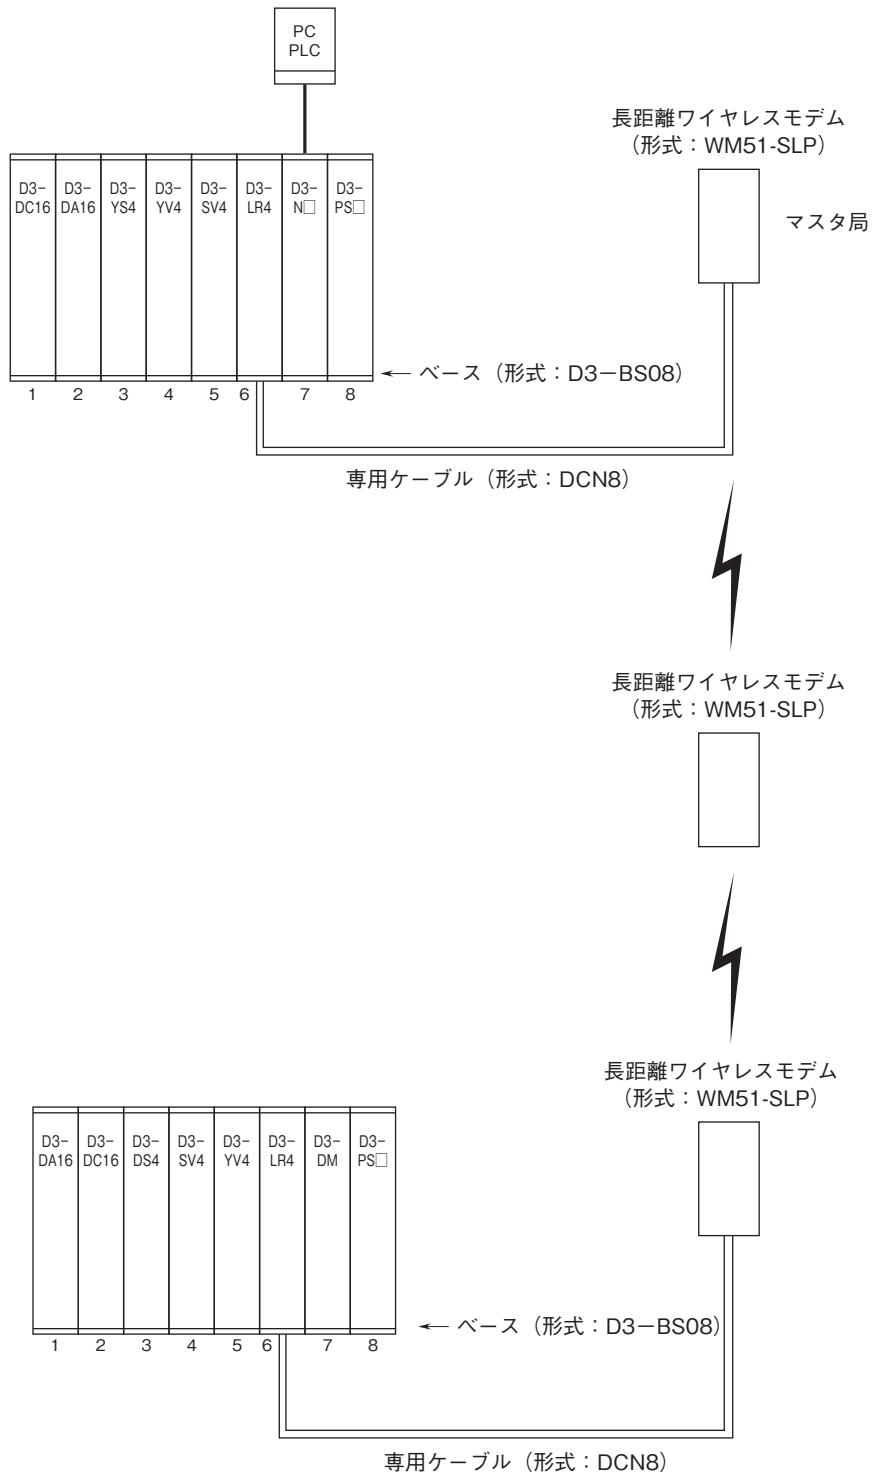 PC
PLC
長距離ワイヤレスモデム
（形式：WM51-SLP）
D3− D3− D3− D3− D3− D3− D3− D3−
DC16 DA16 YS4 YV4 SV4 LR4 N□ PS□
マスタ局
← ベース（形式：D3−BS08）
1 2 3 4 5 6 7 8
専用ケーブル（形式：DCN8）
長距離ワイヤレスモデム
（形式：WM51-SLP）
長距離ワイヤレスモデム
（形式：WM51-SLP）
D3− D3− D3− D3− D3− D3− D3− D3−
DA16 DC16 DS4 SV4 YV4 LR4 DM PS□
← ベース（形式：D3−BS08）
1 2 3 4 5 6 7 8
専用ケーブル（形式：DCN8）